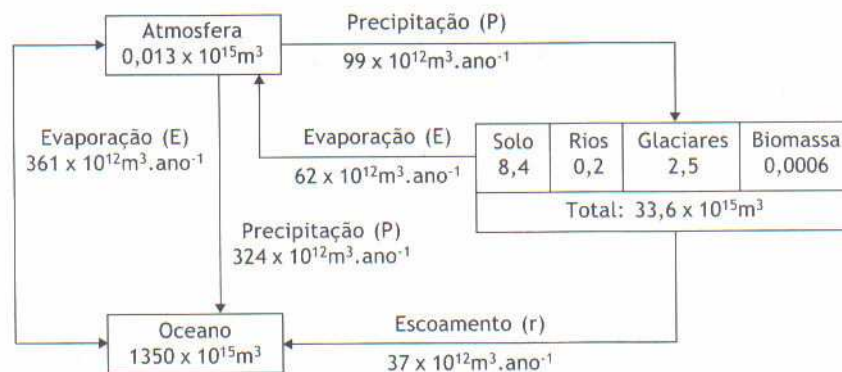 Atmosfera
0,013 x 10¹⁵m³
Precipitação (P)
99 x 10¹²m³.ano⁻¹
Evaporação (E)
361 x 10¹²m³.ano⁻¹
Evaporação (E)
62 x 10¹²m³.ano⁻¹
Solo Rios Glaciares Biomassa
8,4 0,2 2,5 0,0006
Total: 33,6 x 10¹⁵m³
Precipitação (P)
324 x 10¹²m³.ano⁻¹
Oceano
1350 x 10¹⁵m³
Escoamento (r)
37 x 10¹²m³.ano⁻¹